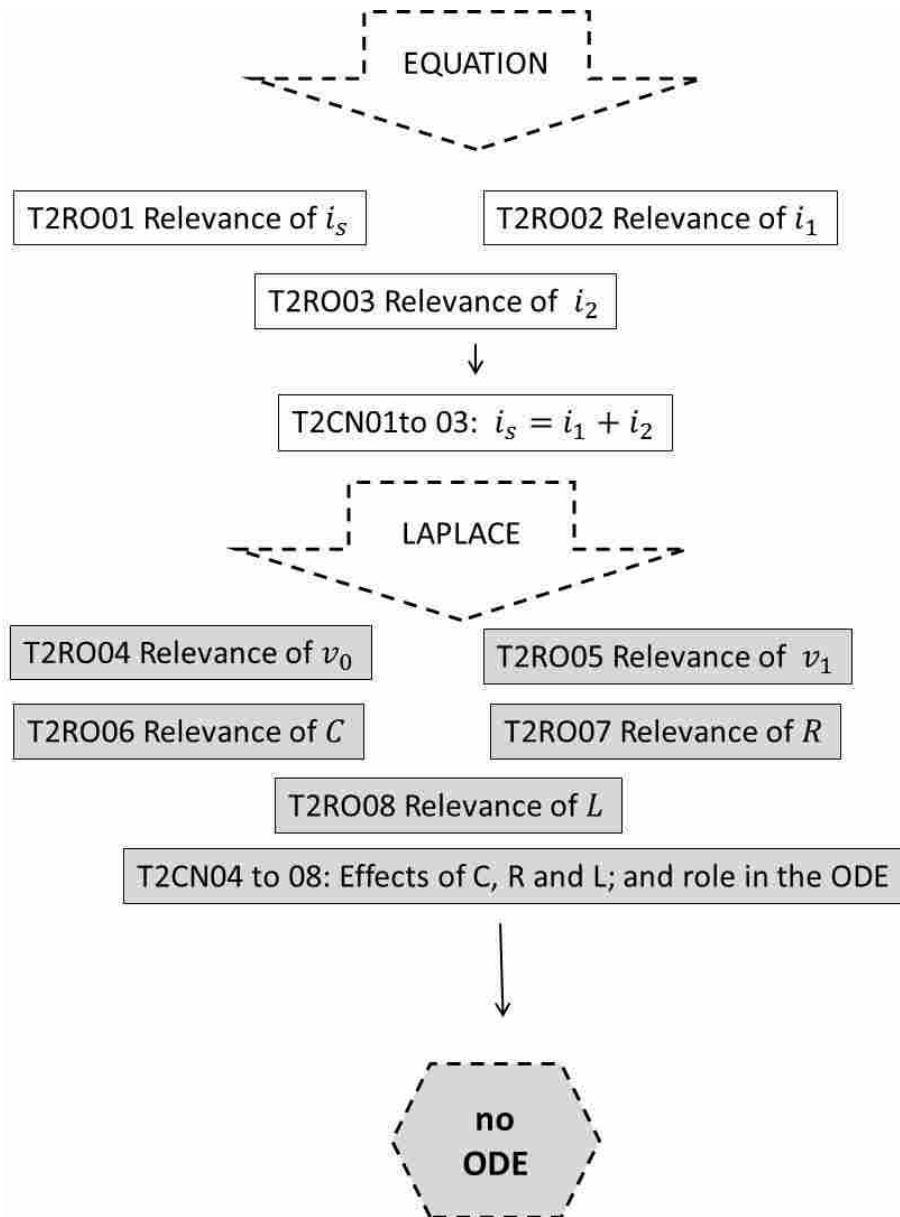 EQUATION
T2RO01 Relevance of $i_s$
T2RO02 Relevance of $i_1$
T2RO03 Relevance of $i_2$
T2CN01to 03: $i_s = i_1 + i_2$
LAPLACE
T2RO04 Relevance of $v_0$
T2RO05 Relevance of $v_1$
T2RO06 Relevance of $C$
T2RO07 Relevance of $R$
T2RO08 Relevance of $L$
T2CN04 to 08: Effects of C, R and L; and role in the ODE
no
ODE